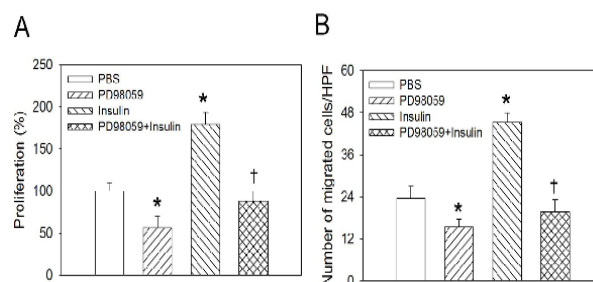 A
B
Proliferation (%)
250
200
150
100
50
0
PBS
PD98059
Insulin
PD98059+Insulin
*
*
†
Number of migrated cells/HPF
60
48
36
24
12
0
PBS
PD98059
Insulin
PD98059+Insulin
*
*
†